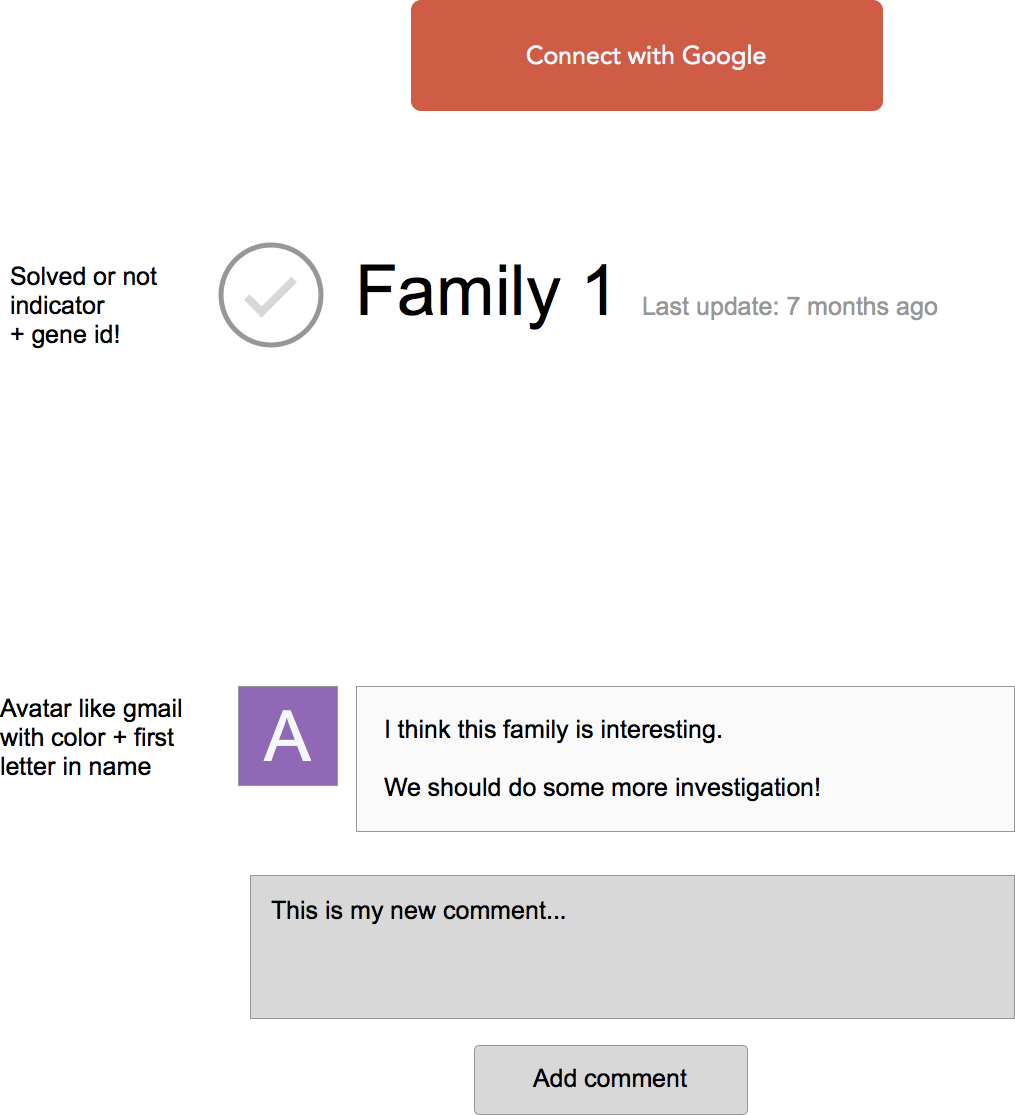 Connect with Google
Solved or not
indicator
+ gene id!
Family 1
Last update: 7 months ago
Avatar like gmail
with color + first
letter in name
A
I think this family is interesting.
We should do some more investigation!
This is my new comment...
Add comment